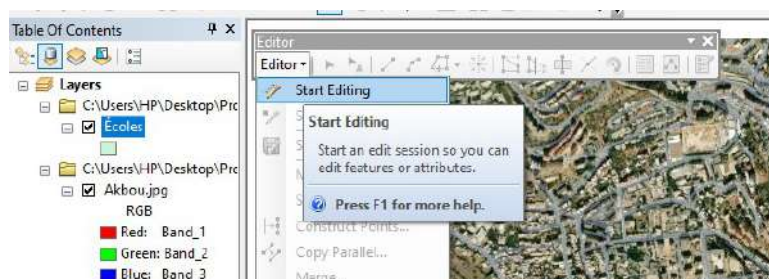 Table Of Contents
Layers
C:\Users\HP\Desktop\Prc
Écoles
C:\Users\HP\Desktop\Prc
Akbou.jpg
RGB
Red: Band_1
Green: Band_2
Blue: Band_3
Editor
Editor
Start Editing
Start Editing
Start an edit session so you can
edit features or attributes.
Press F1 for more help.
Construct Points...
Copy Parallel...
Merge